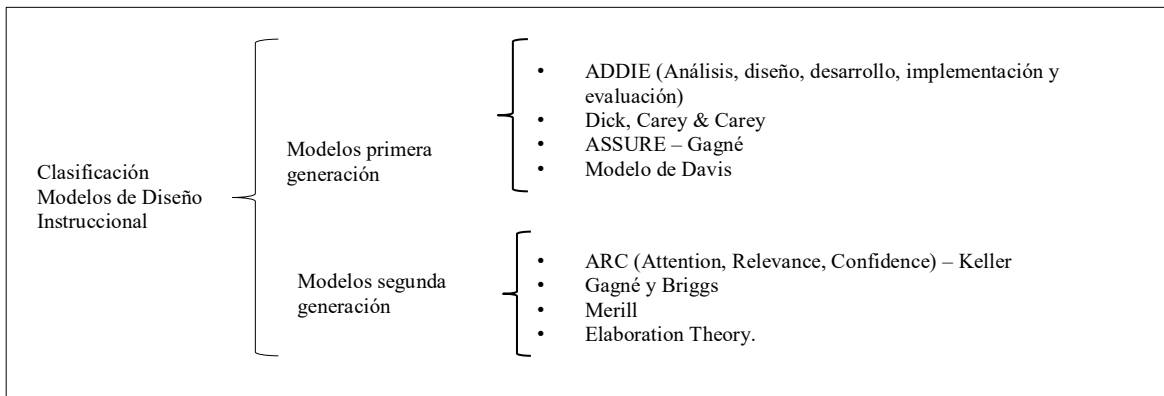 Clasificación
Modelos de Diseño
Instruccional
Modelos primera
generación
• ADDIE (Análisis, diseño, desarrollo, implementación y
evaluación)
• Dick, Carey & Carey
• ASSURE – Gagné
• Modelo de Davis
Modelos segunda
generación
• ARC (Attention, Relevance, Confidence) – Keller
• Gagné y Briggs
• Merill
• Elaboration Theory.